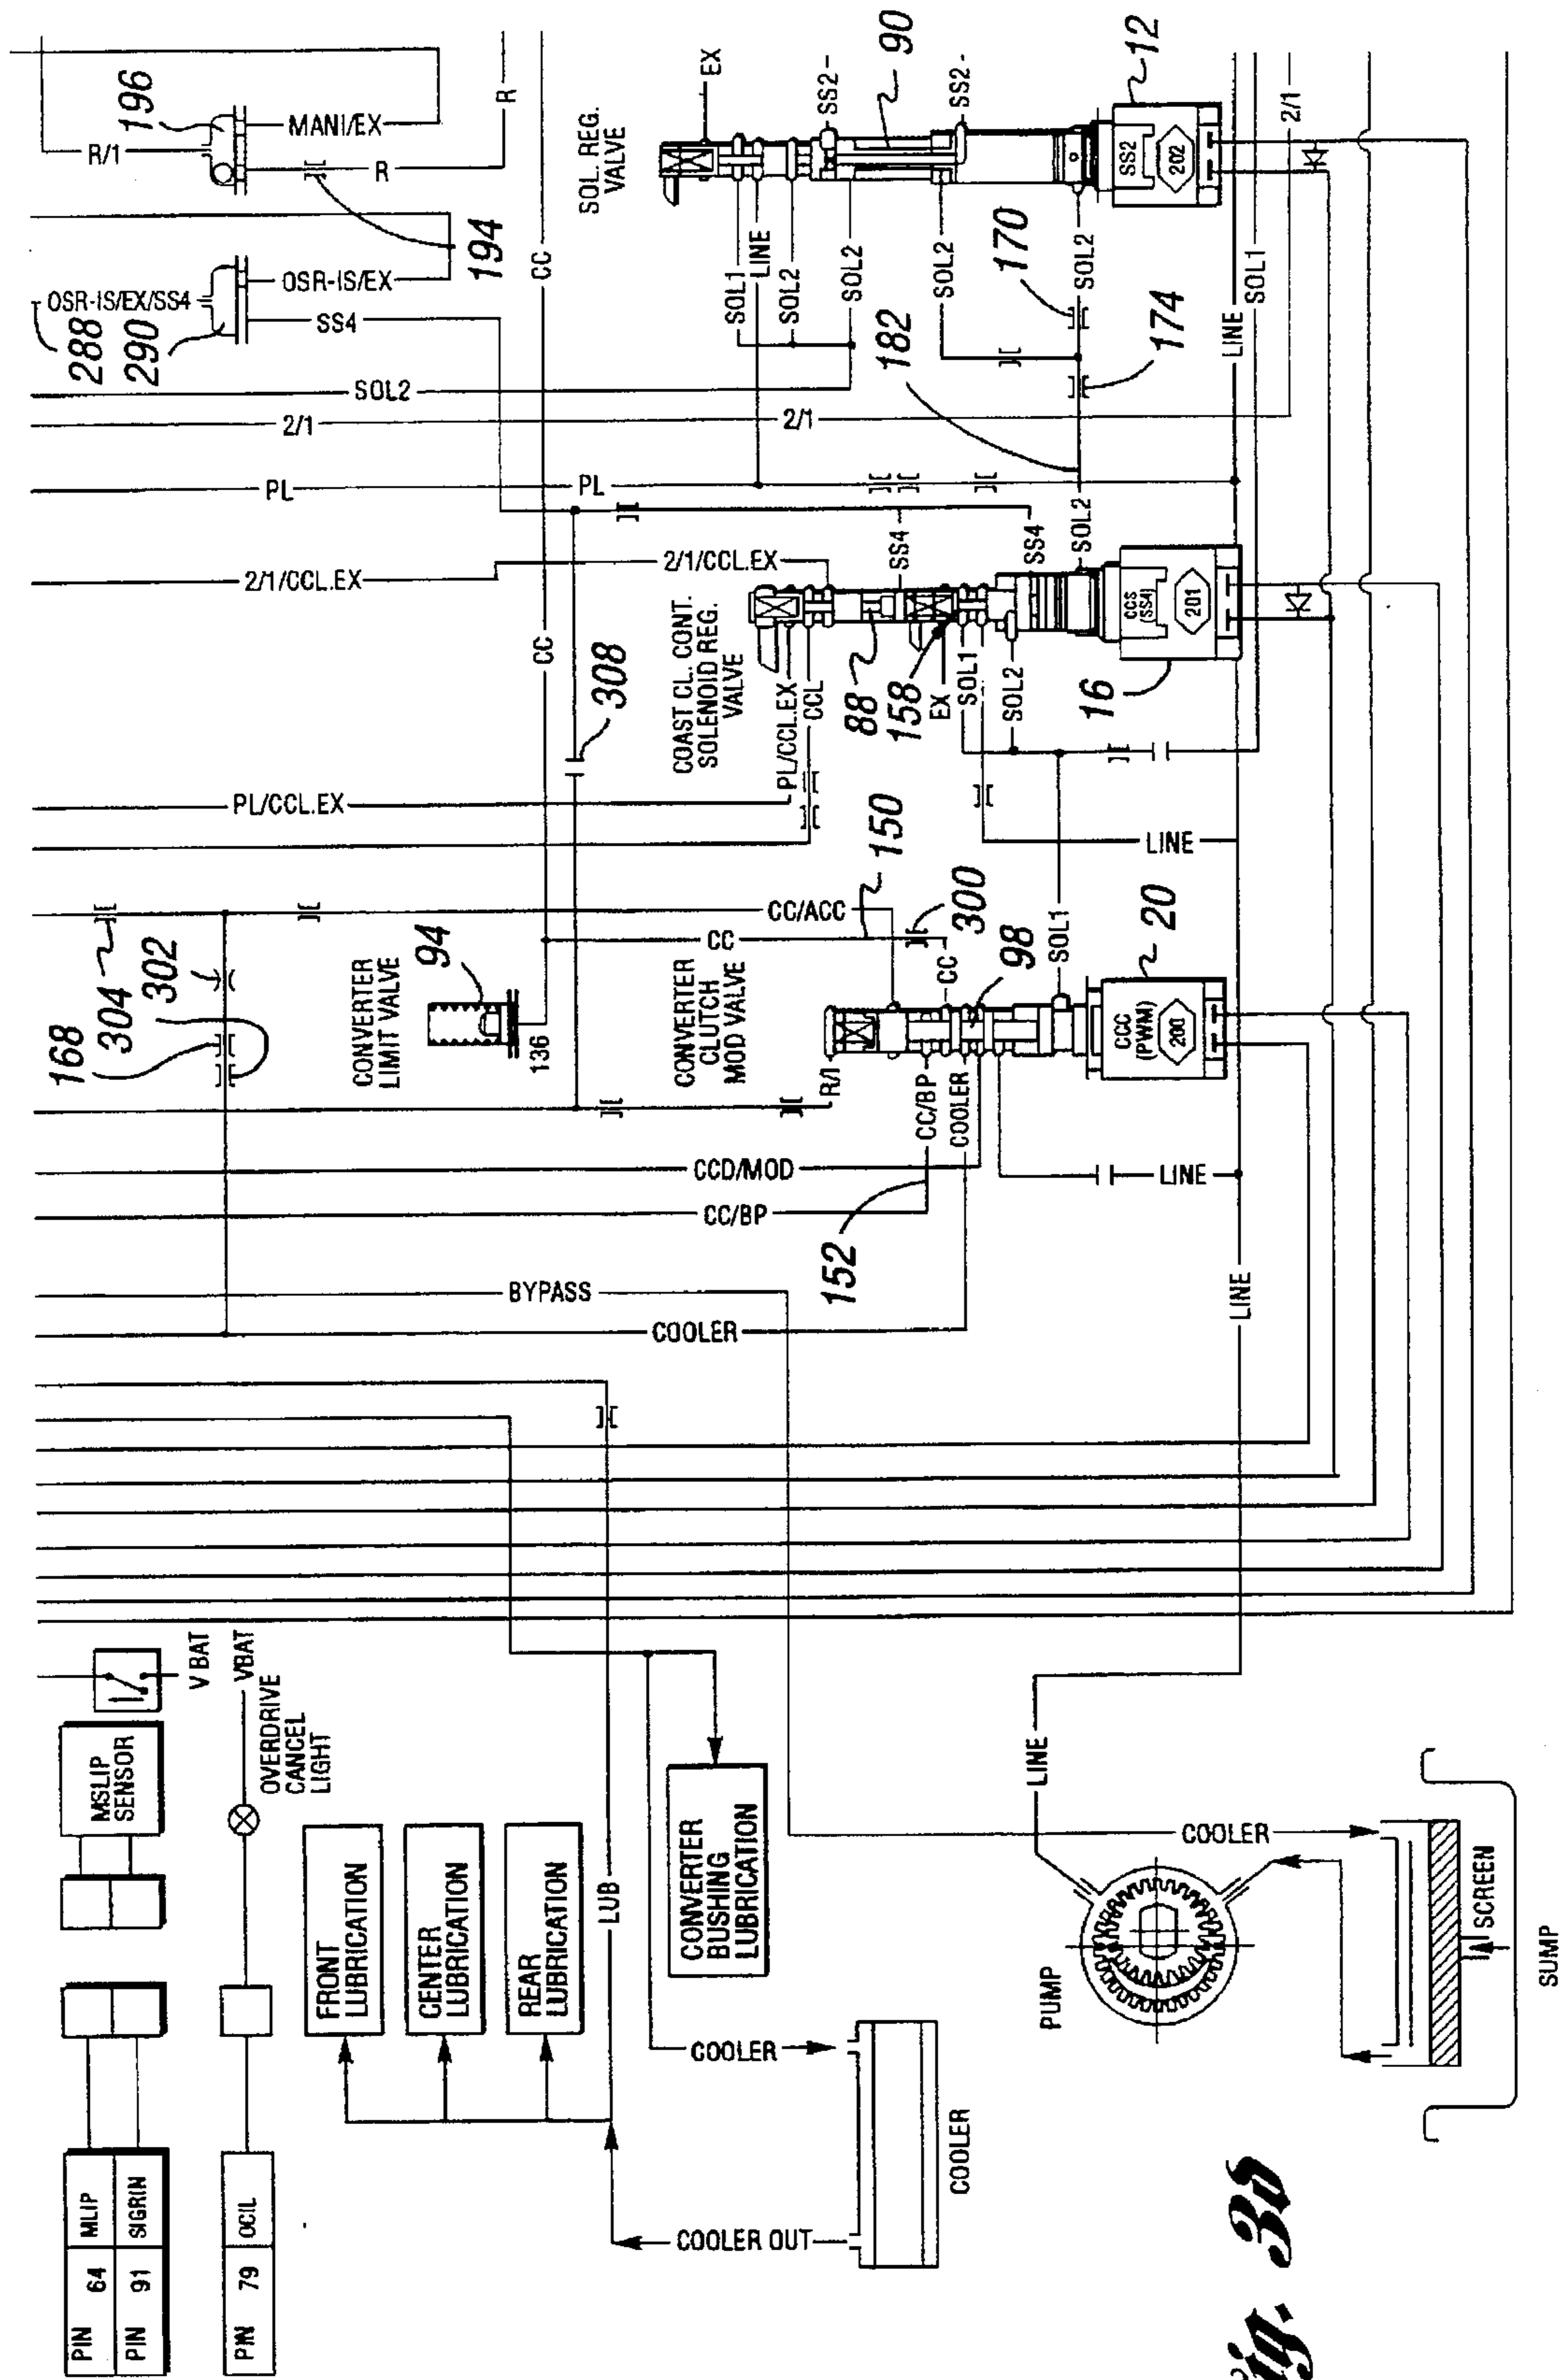 R/1
196
MANI/EX
R
R
194
OSR-IS/EX/SS4
OSR-IS/EX
288
290
SS4
CC
SOL. REG.
VALVE
EX
90
SS2
SS2
12
SS2
202
SOL1
LINE
SOL2
SOL2
SOL2
SOL2
170
174
182
SOL2
2/1
2/1
2/1
LINE
SOL1
PL
PL
2/1/CCL.EX
2/1/CCL.EX
SS4
SS4
SOL2
CC
308
COAST CL. CONT.
SOLENOID REG.
VALVE
PL/CCL.EX
CCL
88
158
EX
SOL1
SOL2
CCS
(SS4)
201
16
PL/CCL.EX
LINE
150
CC/ACC
CC
300
CC
98
SOL1
20
168
304
302
CONVERTER
LIMIT VALVE
94
136
CONVERTER
CLUTCH
MOD VALVE
R/1
CC/BP
COOLER
CCC
(PWM)
200
CCD/MOD
CC/BP
152
LINE
BYPASS
COOLER
LINE
V BAT
VBAT
MSLIP
SENSOR
OVERDRIVE
CANCEL
LIGHT
FRONT
LUBRICATION
CENTER
LUBRICATION
REAR
LUBRICATION
LUB
CONVERTER
BUSHING
LUBRICATION
LINE
COOLER
PUMP
SCREEN
SUMP
COOLER
COOLER
COOLER OUT
PIN 64 MLIP
PIN 91 SIGRIN
PIN 79 OCIL